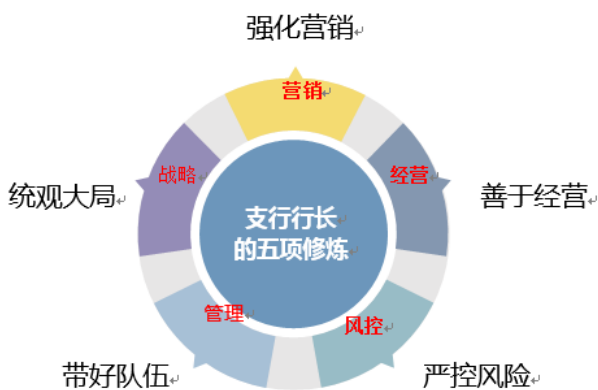 强化营销
营销
战略
经营
统观大局
善于经营
支行行长
的五项修炼
管理
风控
带好队伍
严控风险